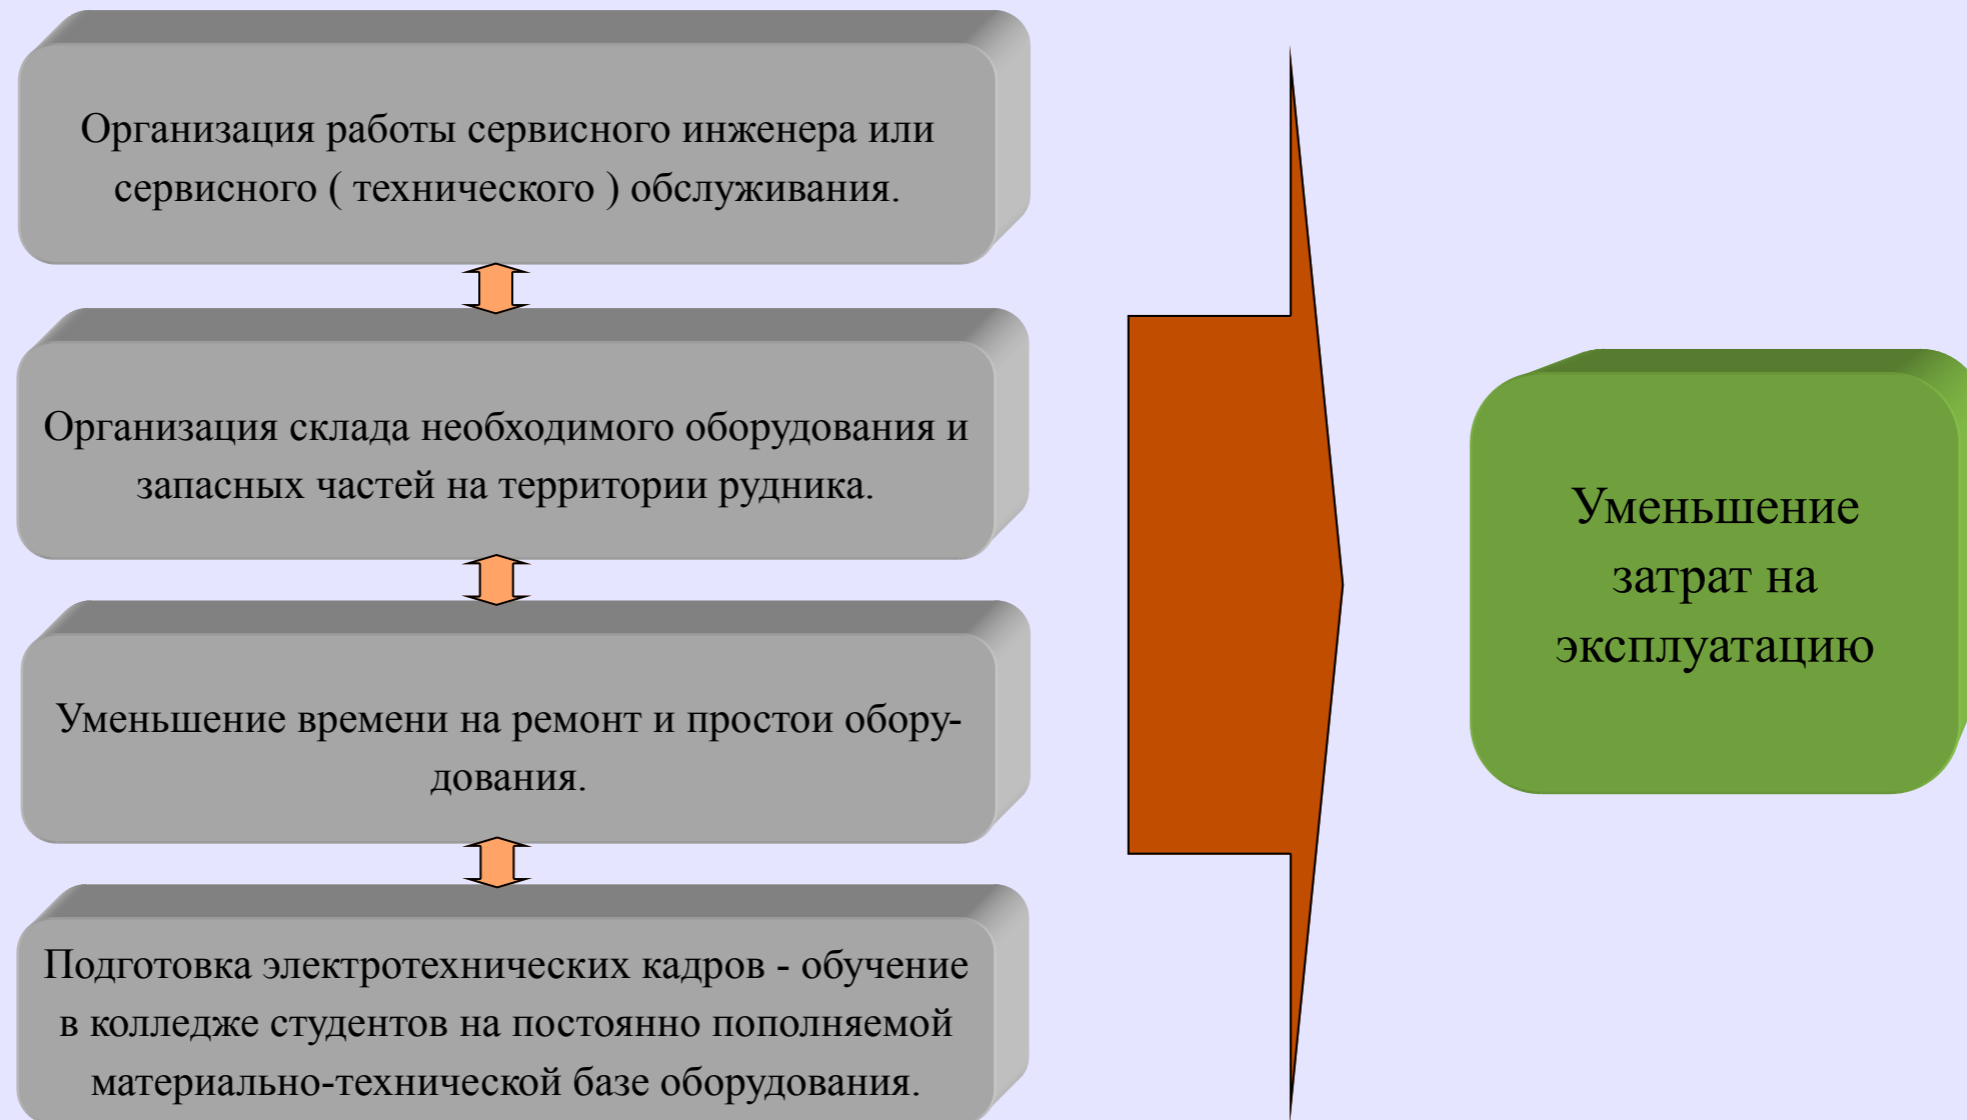 Организация работы сервисного инженера или
сервисного ( технического ) обслуживания.
Организация склада необходимого оборудования и
запасных частей на территории рудника.
Уменьшение времени на ремонт и простои обору-
дования.
Подготовка электротехнических кадров - обучение
в колледже студентов на постоянно пополняемой
материально-технической базе оборудования.
Уменьшение
затрат на
эксплуатацию